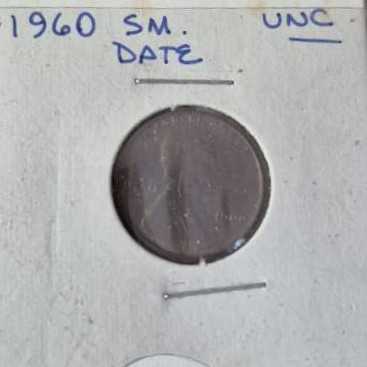 1960 SM. UNC
DATE